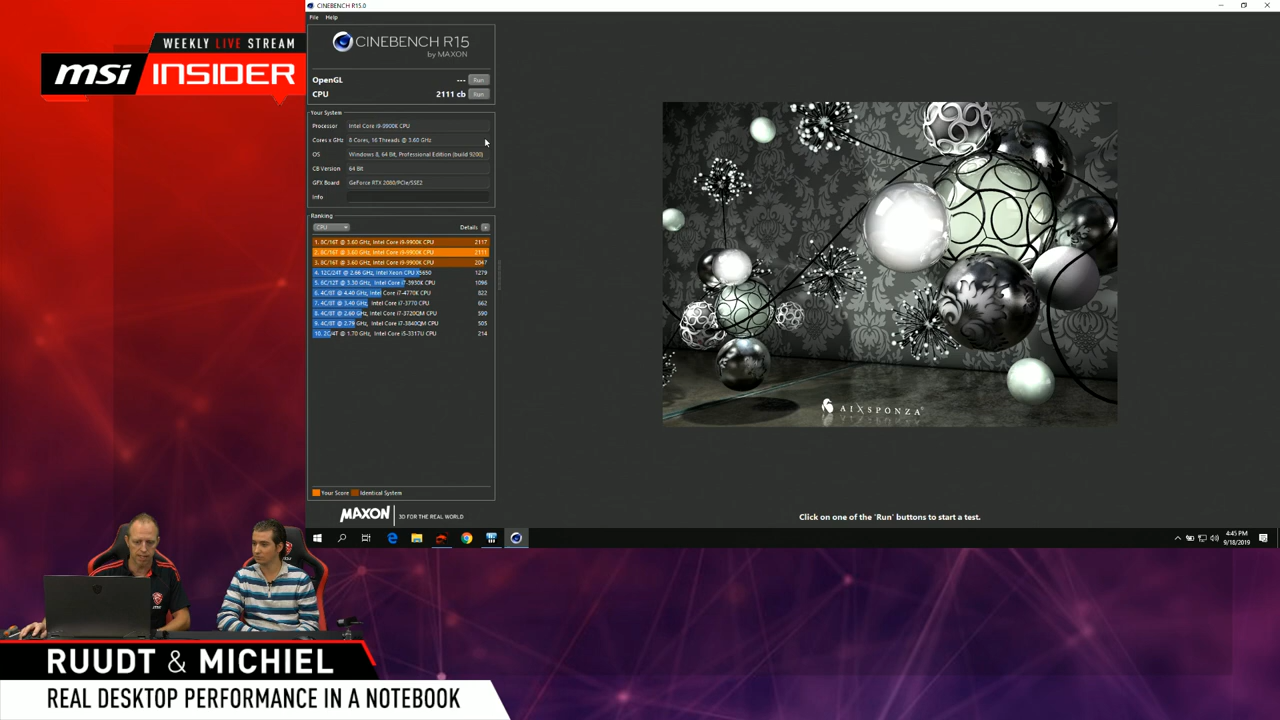 WEEKLY LIVE STREAM
msi INSIDER
CINEBENCH R15.0
File Help
CINEBENCH R15
by MAXON
OpenGL --- Run
CPU 2111 cb Run
Your System
Processor Intel Core i9-9900K CPU
Cores x GHz 8 Cores, 16 Threads @ 3.60 GHz
OS Windows 8, 64 Bit, Professional Edition (build 9200)
CB Version 64 Bit
GFX Board GeForce RTX 2080/PCIe/SSE2
Info
Ranking
CPU Details
1. 8C/16T @ 3.60 GHz, Intel Core i9-9900K CPU 2117
2. 8C/16T @ 3.60 GHz, Intel Core i9-9900K CPU 2111
3. 8C/16T @ 3.60 GHz, Intel Core i9-9900K CPU 2047
4. 12C/24T @ 2.66 GHz, Intel Xeon CPU X5650 1279
5. 6C/12T @ 3.30 GHz, Intel Core i7-3930K CPU 1096
6. 4C/8T @ 4.40 GHz, Intel Core i7-4770K CPU 822
7. 4C/8T @ 3.40 GHz, Intel Core i7-3770 CPU 662
8. 4C/8T @ 2.60 GHz, Intel Core i7-3720QM CPU 590
9. 4C/8T @ 2.79 GHz, Intel Core i7-3840QM CPU 505
10. 2C/4T @ 1.70 GHz, Intel Core i5-3317U CPU 214
AIXSPONZA
Your Score Identical System
MAXON 3D FOR THE REAL WORLD
Click on one of the 'Run' buttons to start a test.
4:45 PM
9/18/2019
RUUDT & MICHIEL
REAL DESKTOP PERFORMANCE IN A NOTEBOOK